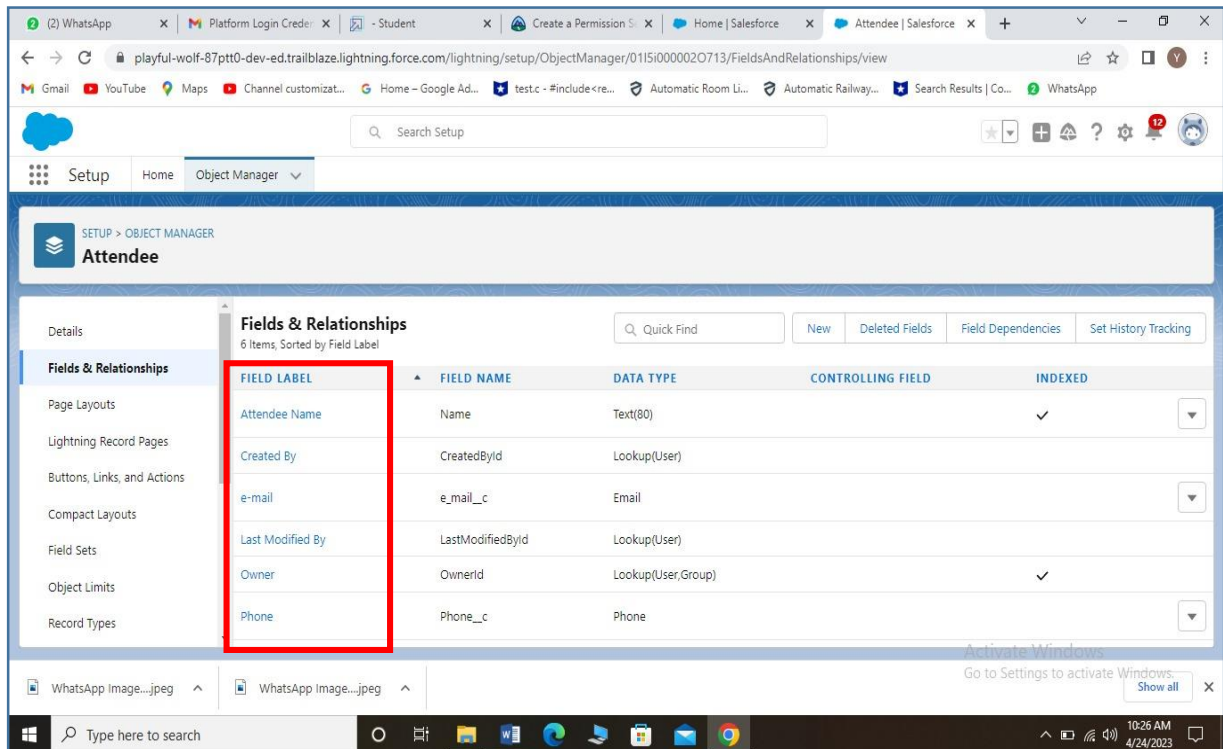 (2) WhatsApp
Platform Login Creder
- Student
Create a Permission S
Home | Salesforce
Attendee | Salesforce
playful-wolf-87ptt0-dev-ed.trailblaze.lightning.force.com/lightning/setup/ObjectManager/01I5i000002O713/FieldsAndRelationships/view
Y
Gmail
YouTube
Maps
Channel customizat...
Home – Google Ad...
test.c - #include<re...
Automatic Room Li...
Automatic Railway...
Search Results | Co...
WhatsApp
Search Setup
12
Setup
Home
Object Manager
SETUP > OBJECT MANAGER
Attendee
Details
Fields & Relationships
Page Layouts
Lightning Record Pages
Buttons, Links, and Actions
Compact Layouts
Field Sets
Object Limits
Record Types
Fields & Relationships
6 Items, Sorted by Field Label
Quick Find
New
Deleted Fields
Field Dependencies
Set History Tracking
FIELD LABEL FIELD NAME DATA TYPE CONTROLLING FIELD INDEXED
Attendee Name Name Text(80)
Created By CreatedById Lookup(User)
e-mail e_mail__c Email
Last Modified By LastModifiedById Lookup(User)
Owner OwnerId Lookup(User,Group)
Phone Phone__c Phone
Activate Windows
Go to Settings to activate Windows.
WhatsApp Image....jpeg
WhatsApp Image....jpeg
Show all
Type here to search
10:26 AM
4/24/2023